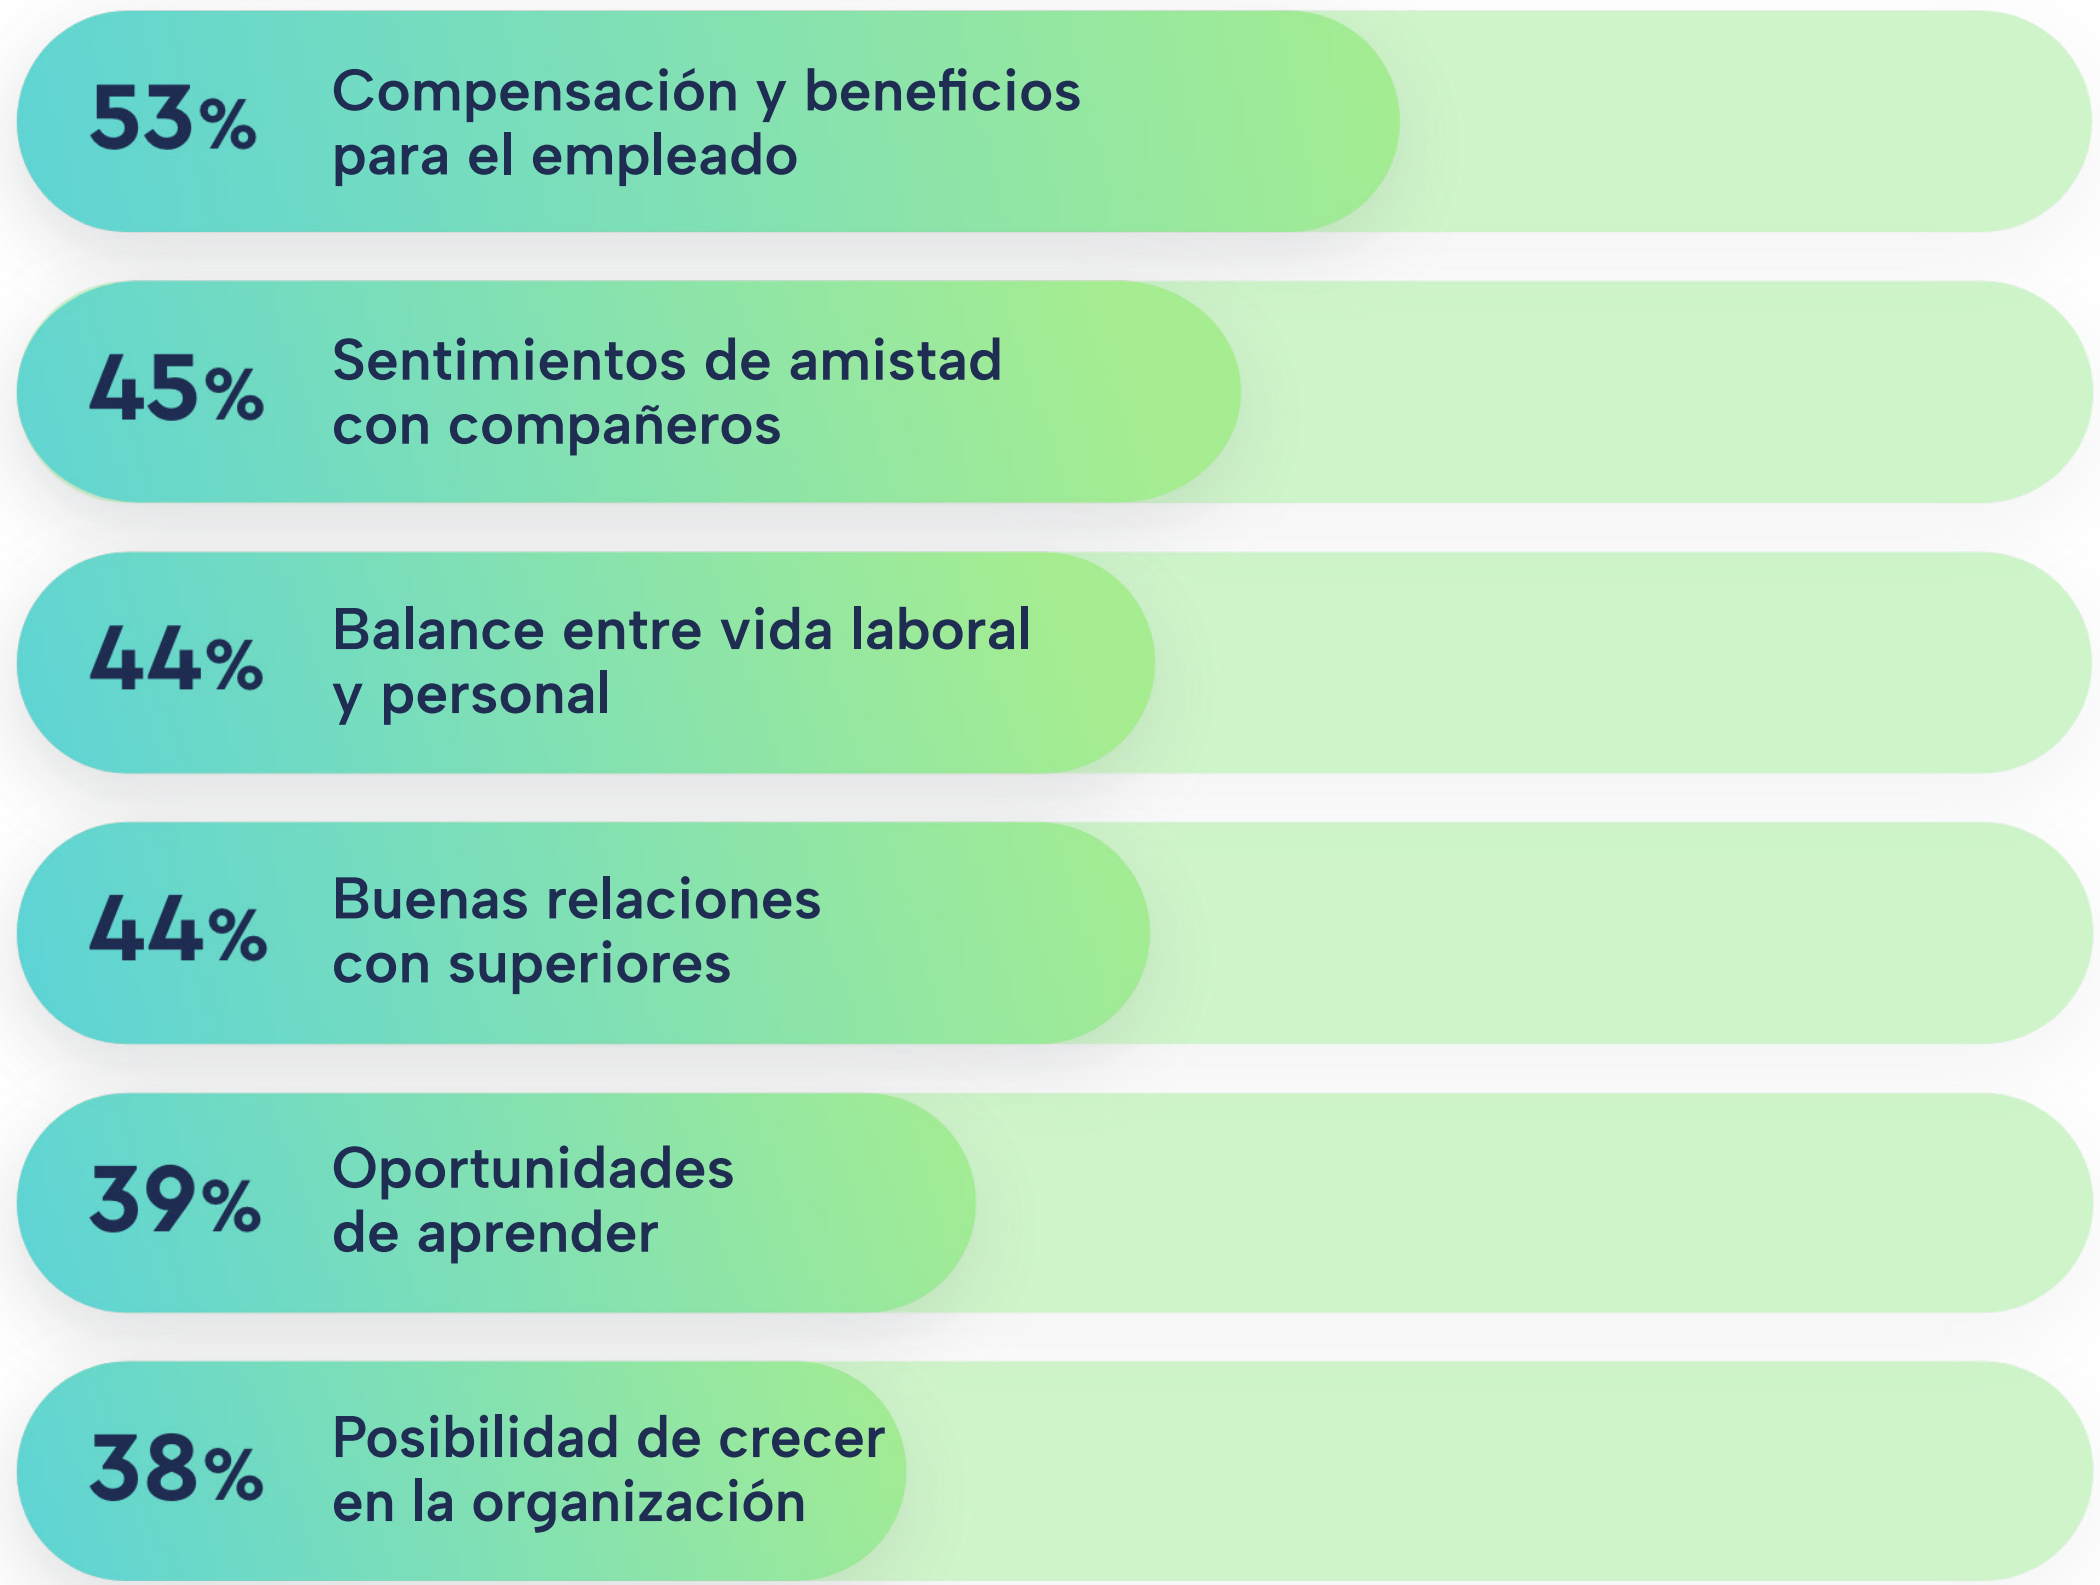 53%
Compensación y beneficios
para el empleado
45%
Sentimientos de amistad
con compañeros
44%
Balance entre vida laboral
y personal
44%
Buenas relaciones
con superiores
39%
Oportunidades
de aprender
38%
Posibilidad de crecer
en la organización